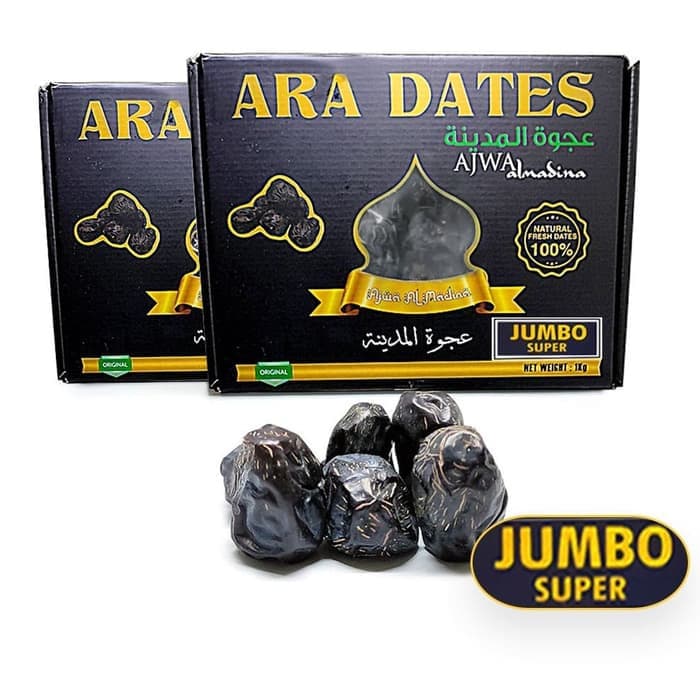 ARA
ORIGINAL
ARA DATES
عجوة المدينة
AJWA almadina
NATURAL
FRESH DATES
100%
Ajwa Al Madina
عجوة المدينة
JUMBO
SUPER
ORIGINAL
NET WEIGHT : 1Kg
JUMBO
SUPER